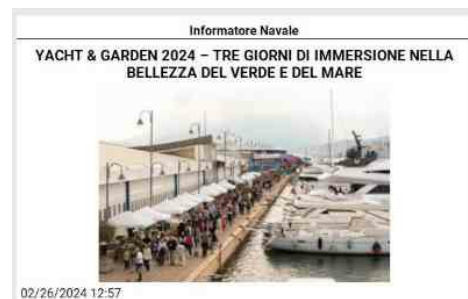 Informatore Navale
YACHT & GARDEN 2024 – TRE GIORNI DI IMMERSIONE NELLA
BELLEZZA DEL VERDE E DEL MARE
02/26/2024 12:57